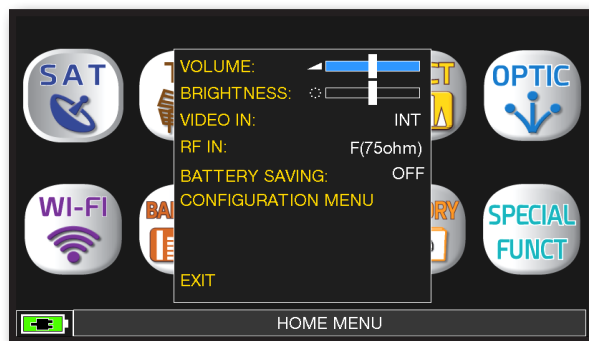 SAT
OPTIC
VOLUME:
BRIGHTNESS:
VIDEO IN: INT
RF IN: F(75ohm)
BATTERY SAVING: OFF
CONFIGURATION MENU
EXIT
WI-FI
SPECIAL
FUNCT
HOME MENU